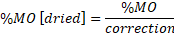 %MO [dried] = %MO / correction